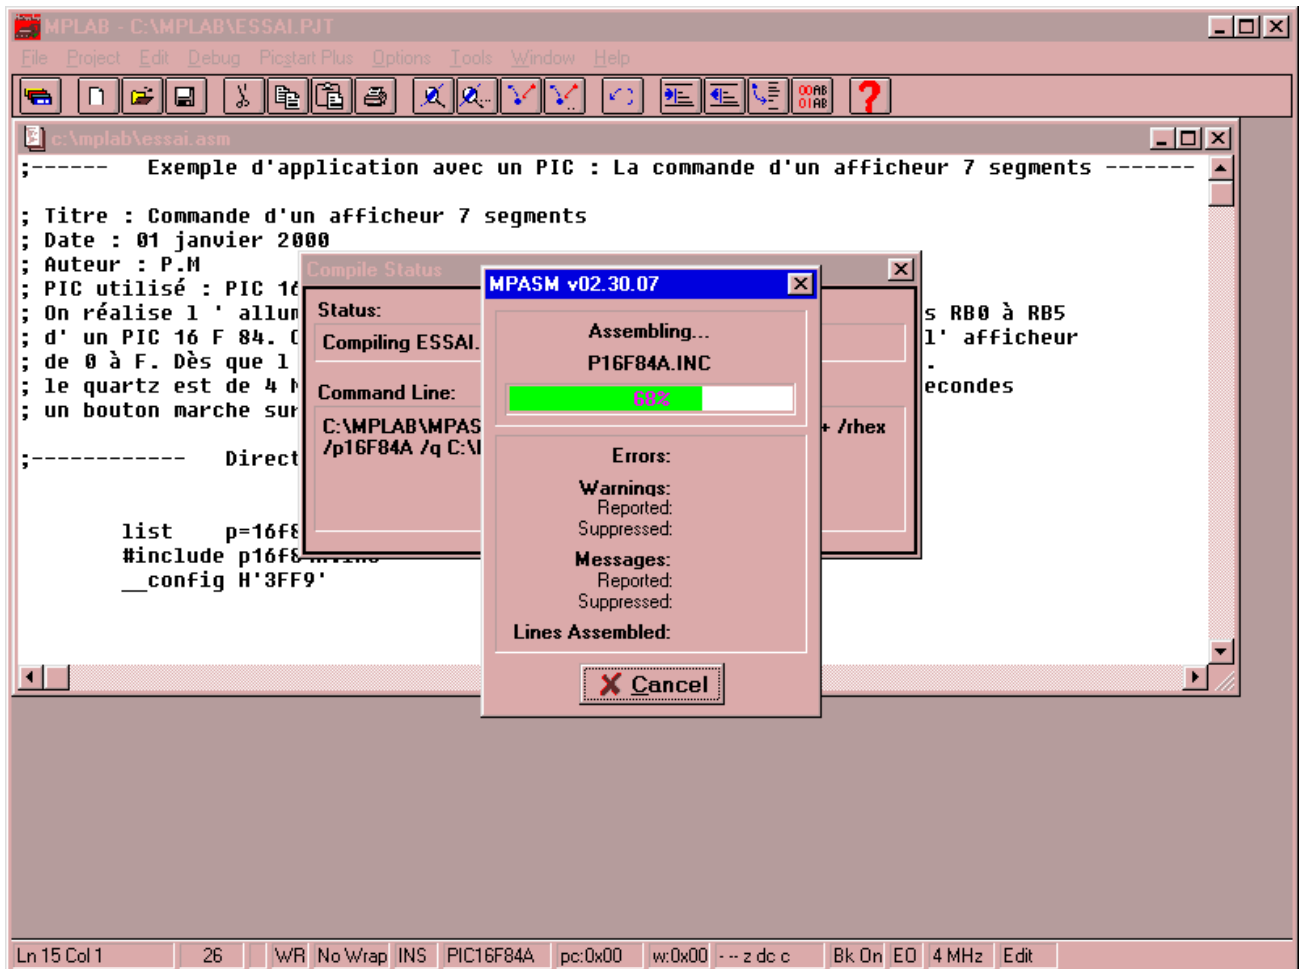 MPLAB - C:\MPLAB\ESSAI.PJT
File Project Edit Debug Picstart Plus Options Tools Window Help
00AB
01AB
?
c:\mplab\essai.asm
;------ Exemple d'application avec un PIC : La commande d'un afficheur 7 segments -------
; Titre : Commande d'un afficheur 7 segments
; Date : 01 janvier 2000
; Auteur : P.M
; PIC utilisé : PIC 16
; On réalise l ' allum
s RB0 à RB5
; d' un PIC 16 F 84.
l' afficheur
; de 0 à F. Dès que l
.
; le quartz est de 4
econdes
; un bouton marche sur
;------------ Direct
list p=16f8
#include p16f84A.inc
__config H'3FF9'
Compile Status
Status:
Compiling ESSAI.
Command Line:
C:\MPLAB\MPAS
+ /rhex
/p16F84A /q C:\
MPASM v02.30.07
Assembling...
P16F84A.INC
68%
Errors:
Warnings:
Reported:
Suppressed:
Messages:
Reported:
Suppressed:
Lines Assembled:
Cancel
Ln 15 Col 1 26 WR No Wrap INS PIC16F84A pc:0x00 w:0x00 - -- z dc c Bk On EO 4 MHz Edit